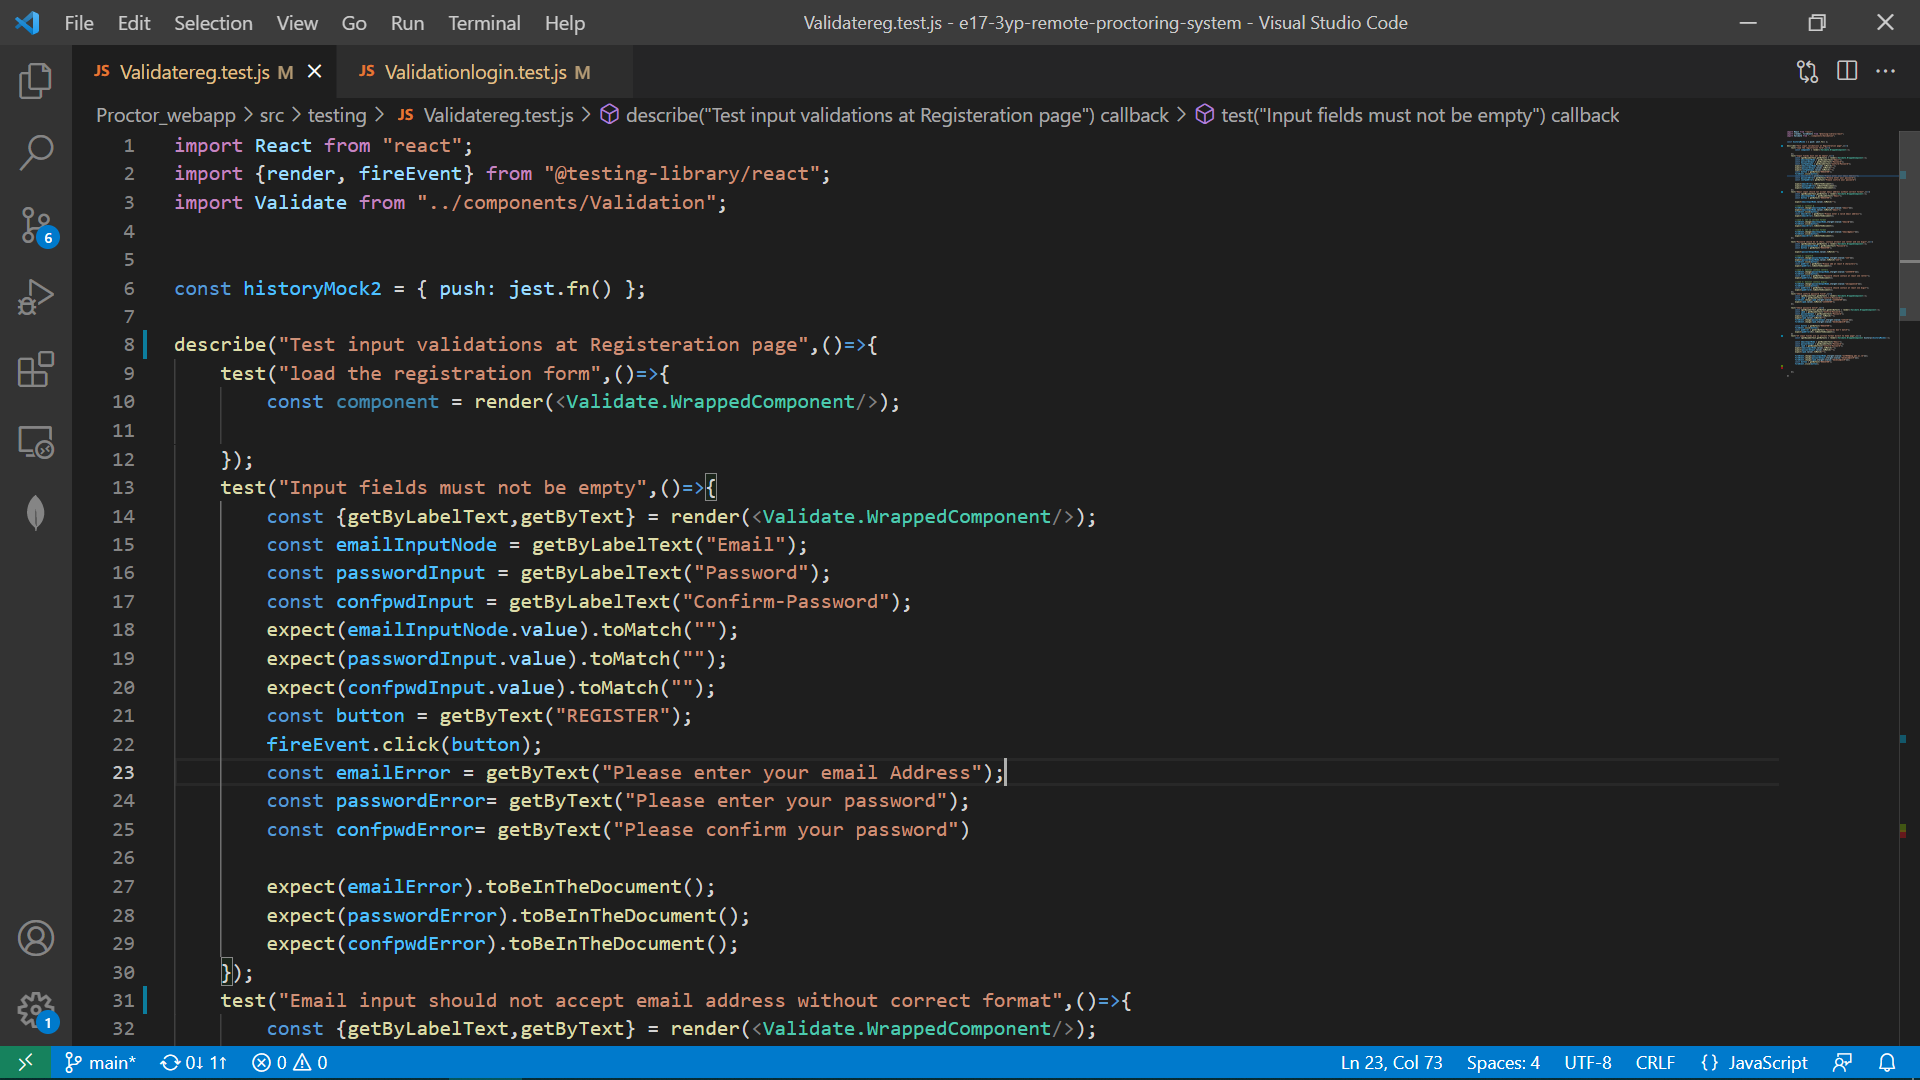 File Edit Selection View Go Run Terminal Help Validatereg.test.js - e17-3yp-remote-proctoring-system - Visual Studio Code
JS Validatereg.test.js M JS Validationlogin.test.js M
Proctor_webapp > src > testing > JS Validatereg.test.js > describe("Test input validations at Registeration page") callback > test("Input fields must not be empty") callback
1 import React from "react";
2 import {render, fireEvent} from "@testing-library/react";
3 import Validate from "../components/Validation";
4
5
6 const historyMock2 = { push: jest.fn() };
7
8 describe("Test input validations at Registeration page",()=>{
9 test("load the registration form",()=>{
10 const component = render(<Validate.WrappedComponent/>);
11
12 });
13 test("Input fields must not be empty",()=>{
14 const {getByLabelText,getByText} = render(<Validate.WrappedComponent/>);
15 const emailInputNode = getByLabelText("Email");
16 const passwordInput = getByLabelText("Password");
17 const confpwdInput = getByLabelText("Confirm-Password");
18 expect(emailInputNode.value).toMatch("");
19 expect(passwordInput.value).toMatch("");
20 expect(confpwdInput.value).toMatch("");
21 const button = getByText("REGISTER");
22 fireEvent.click(button);
23 const emailError = getByText("Please enter your email Address");
24 const passwordError= getByText("Please enter your password");
25 const confpwdError= getByText("Please confirm your password")
26
27 expect(emailError).toBeInTheDocument();
28 expect(passwordError).toBeInTheDocument();
29 expect(confpwdError).toBeInTheDocument();
30 });
31 test("Email input should not accept email address without correct format",()=>{
32 const {getByLabelText,getByText} = render(<Validate.WrappedComponent/>);
6
1
main* 0↓ 1↑ 0 0 Ln 23, Col 73 Spaces: 4 UTF-8 CRLF {} JavaScript